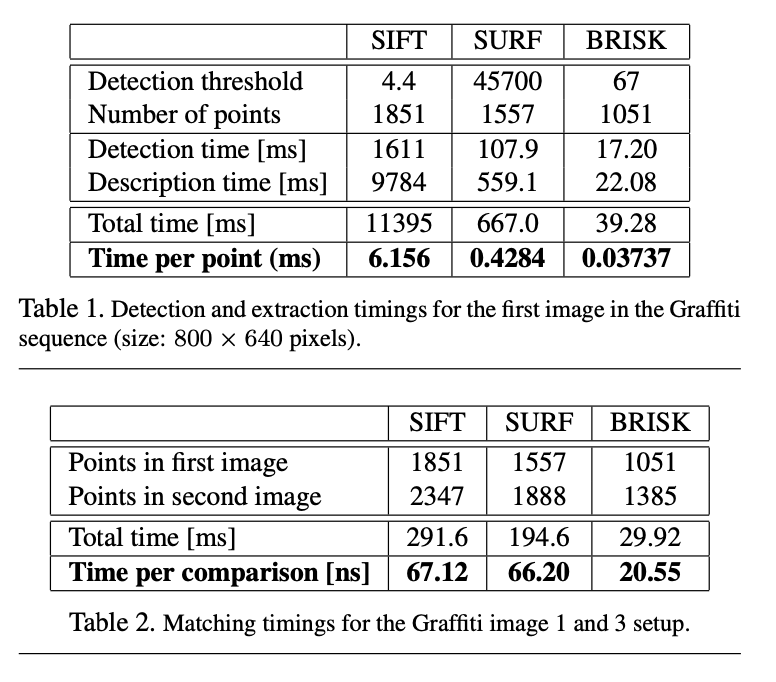 SIFT SURF BRISK
Detection threshold 4.4 45700 67
Number of points 1851 1557 1051
Detection time [ms] 1611 107.9 17.20
Description time [ms] 9784 559.1 22.08
Total time [ms] 11395 667.0 39.28
Time per point (ms) 6.156 0.4284 0.03737
Table 1. Detection and extraction timings for the first image in the Graffiti
sequence (size: 800 × 640 pixels).
SIFT SURF BRISK
Points in first image 1851 1557 1051
Points in second image 2347 1888 1385
Total time [ms] 291.6 194.6 29.92
Time per comparison [ns] 67.12 66.20 20.55
Table 2. Matching timings for the Graffiti image 1 and 3 setup.